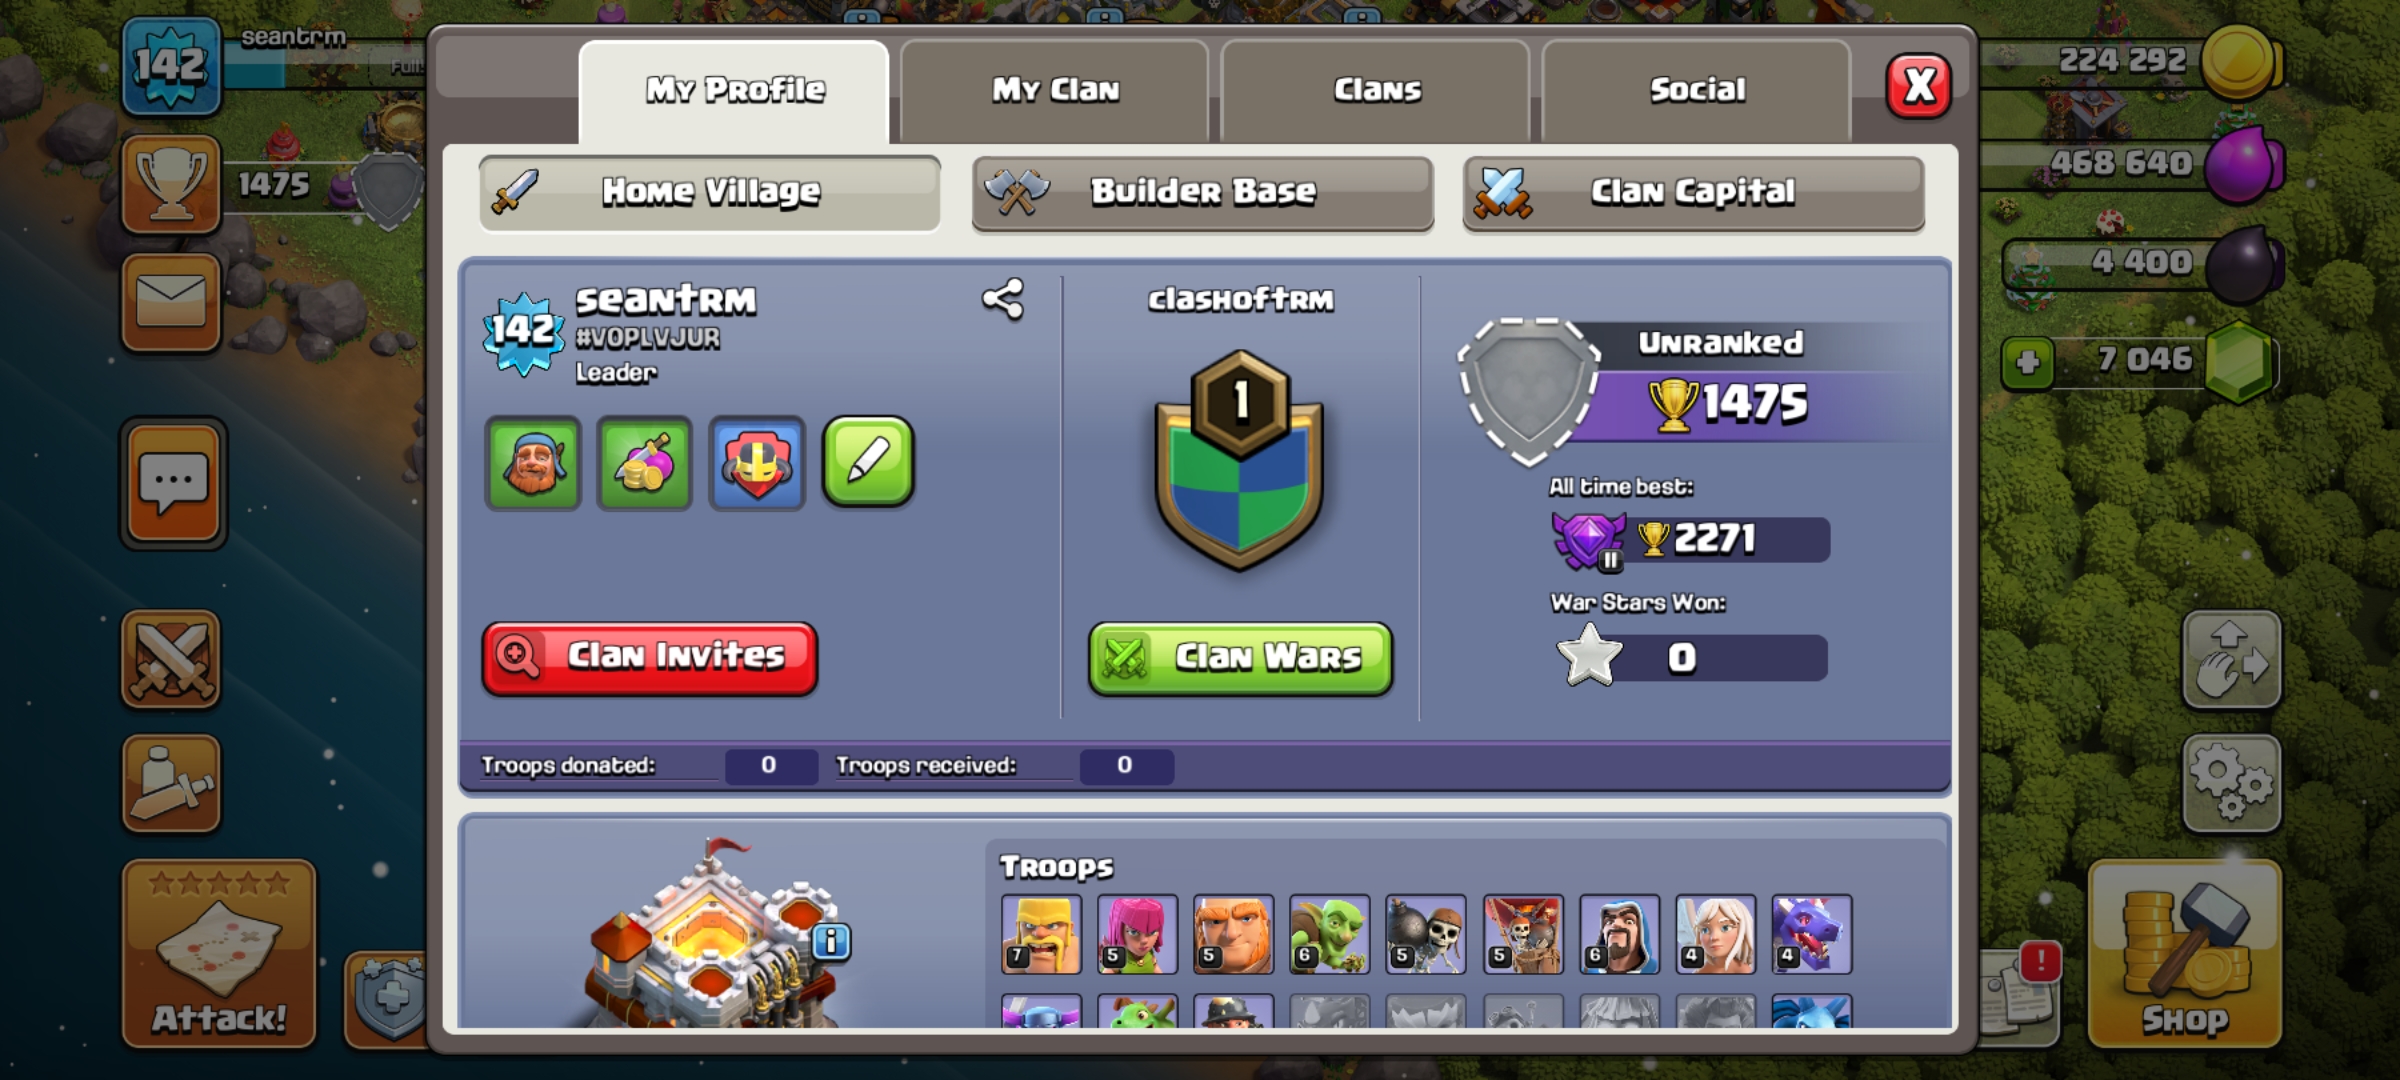 142
seantrm
Full!
1475
My Profile
My Clan
Clans
Social
X
224 292
468 640
4 400
7 046
Home Village
Builder Base
Clan Capital
142
seantrm
#V0PLVJUR
Leader
clashoftrm
1
Unranked
1475
All time best:
2271
War Stars Won:
0
Clan Invites
Clan Wars
Troops donated: 0 Troops received: 0
Troops
7 5 5 6 5 5 6 4 4
i
Attack!
!
Shop